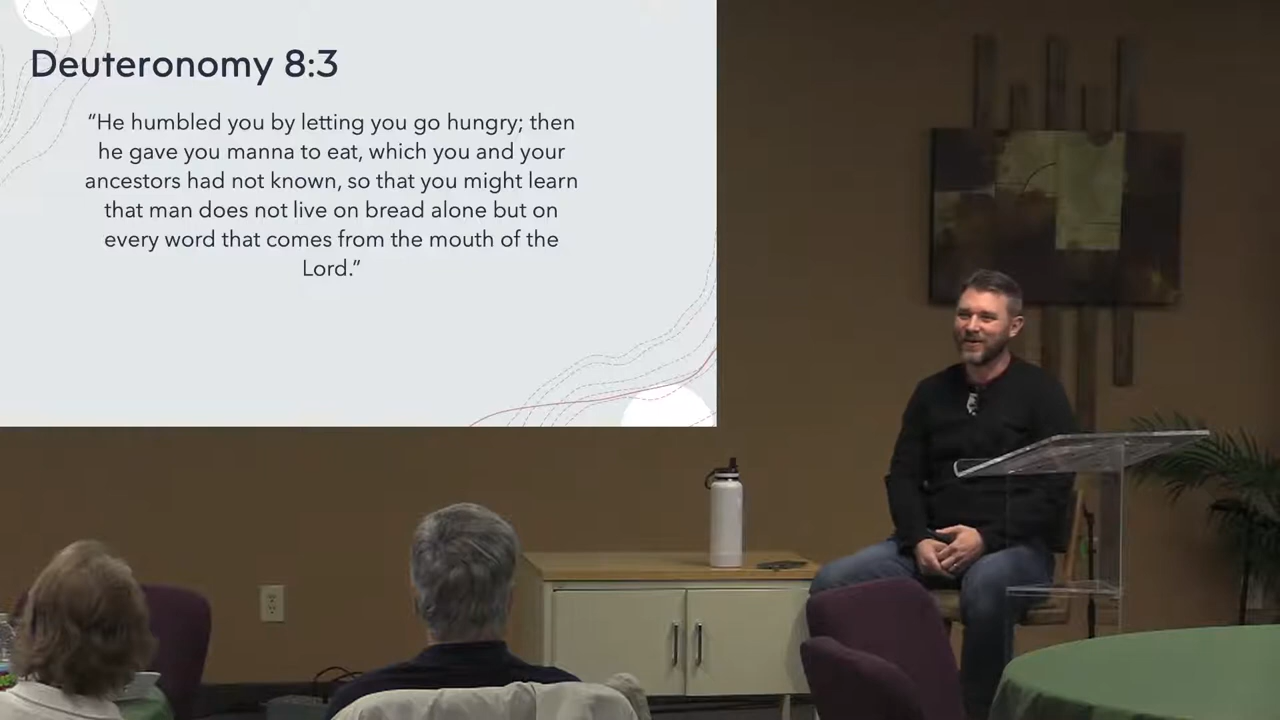 Deuteronomy 8:3
“He humbled you by letting you go hungry; then
he gave you manna to eat, which you and your
ancestors had not known, so that you might learn
that man does not live on bread alone but on
every word that comes from the mouth of the
Lord.”